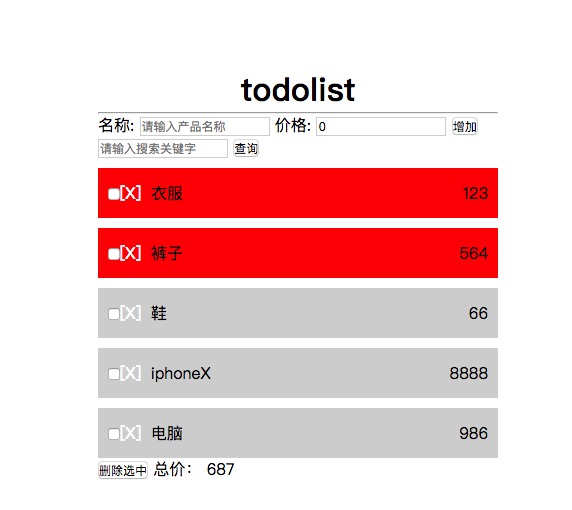 todolist
名称: 请输入产品名称 价格: 0 增加
请输入搜索关键字 查询
[X] 衣服 123
[X] 裤子 564
[X] 鞋 66
[X] iphoneX 8888
[X] 电脑 986
删除选中 总价： 687